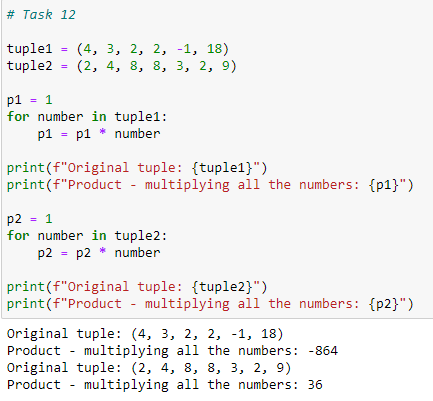 # Task 12
tuple1 = (4, 3, 2, 2, -1, 18)
tuple2 = (2, 4, 8, 8, 3, 2, 9)
p1 = 1
for number in tuple1:
    p1 = p1 * number
print(f"Original tuple: {tuple1}")
print(f"Product - multiplying all the numbers: {p1}")
p2 = 1
for number in tuple2:
    p2 = p2 * number
print(f"Original tuple: {tuple2}")
print(f"Product - multiplying all the numbers: {p2}")
Original tuple: (4, 3, 2, 2, -1, 18)
Product - multiplying all the numbers: -864
Original tuple: (2, 4, 8, 8, 3, 2, 9)
Product - multiplying all the numbers: 36